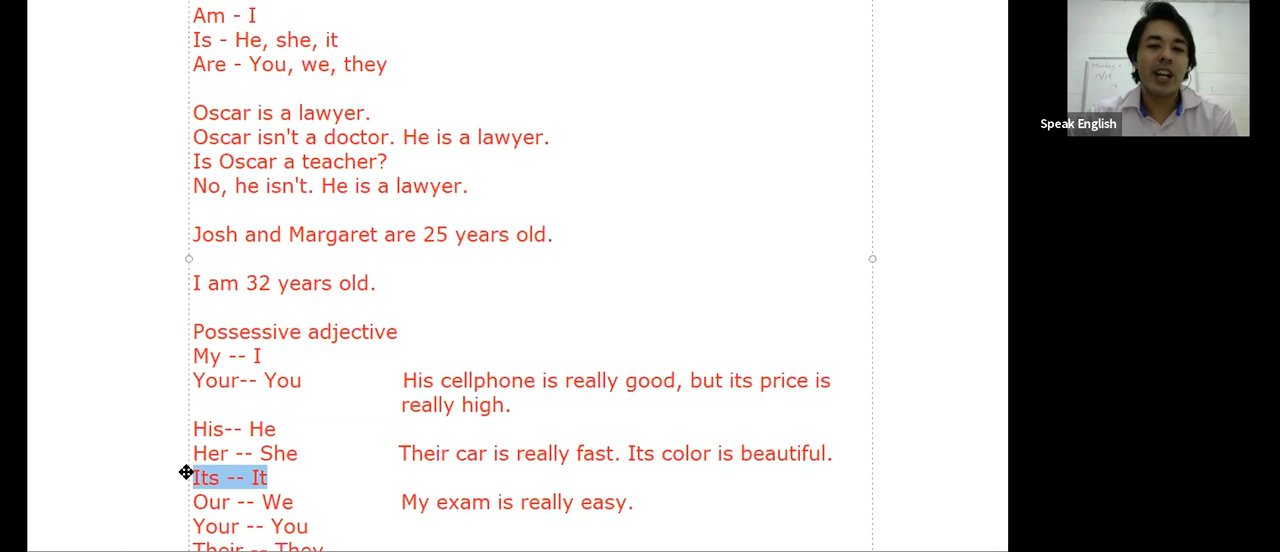 Am - I
Is - He, she, it
Are - You, we, they
Oscar is a lawyer.
Oscar isn't a doctor. He is a lawyer.
Is Oscar a teacher?
No, he isn't. He is a lawyer.
Josh and Margaret are 25 years old.
I am 32 years old.
Possessive adjective
My -- I
Your-- You
His cellphone is really good, but its price is
really high.
His-- He
Her -- She
Their car is really fast. Its color is beautiful.
Its -- It
Our -- We
My exam is really easy.
Your -- You
Their -- They
Speak English